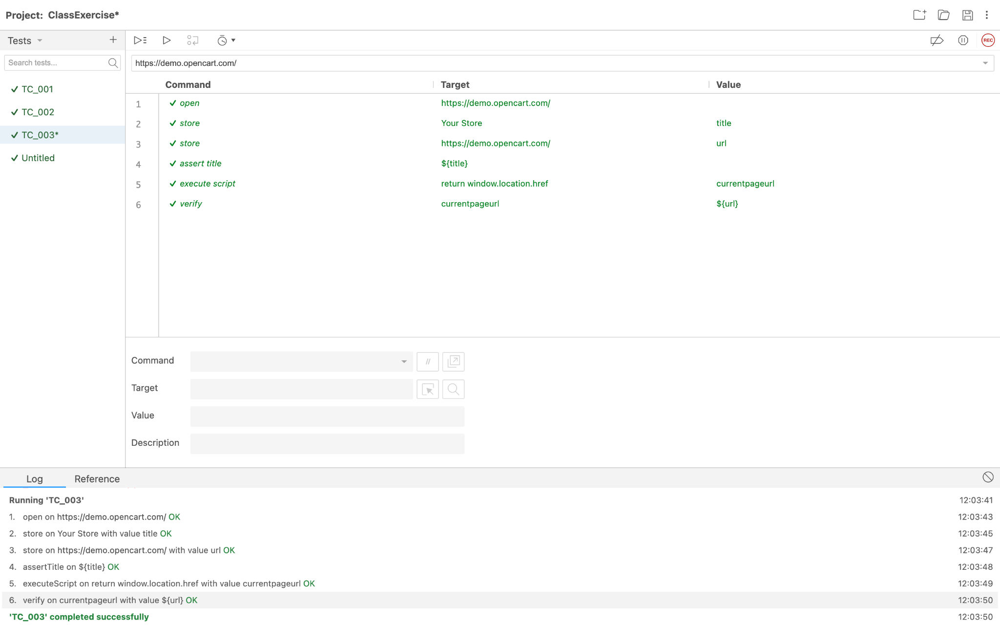 Project: ClassExercise*
Tests
REC
Search tests...
https://demo.opencart.com/
TC_001
TC_002
TC_003*
Untitled
Command Target Value
1 open https://demo.opencart.com/
2 store Your Store title
3 store https://demo.opencart.com/ url
4 assert title ${title}
5 execute script return window.location.href currentpageurl
6 verify currentpageurl ${url}
Command
//
Target
Value
Description
Log Reference
Running 'TC_003' 12:03:41
1. open on https://demo.opencart.com/ OK 12:03:43
2. store on Your Store with value title OK 12:03:45
3. store on https://demo.opencart.com/ with value url OK 12:03:47
4. assertTitle on ${title} OK 12:03:48
5. executeScript on return window.location.href with value currentpageurl OK 12:03:49
6. verify on currentpageurl with value ${url} OK 12:03:50
'TC_003' completed successfully 12:03:50